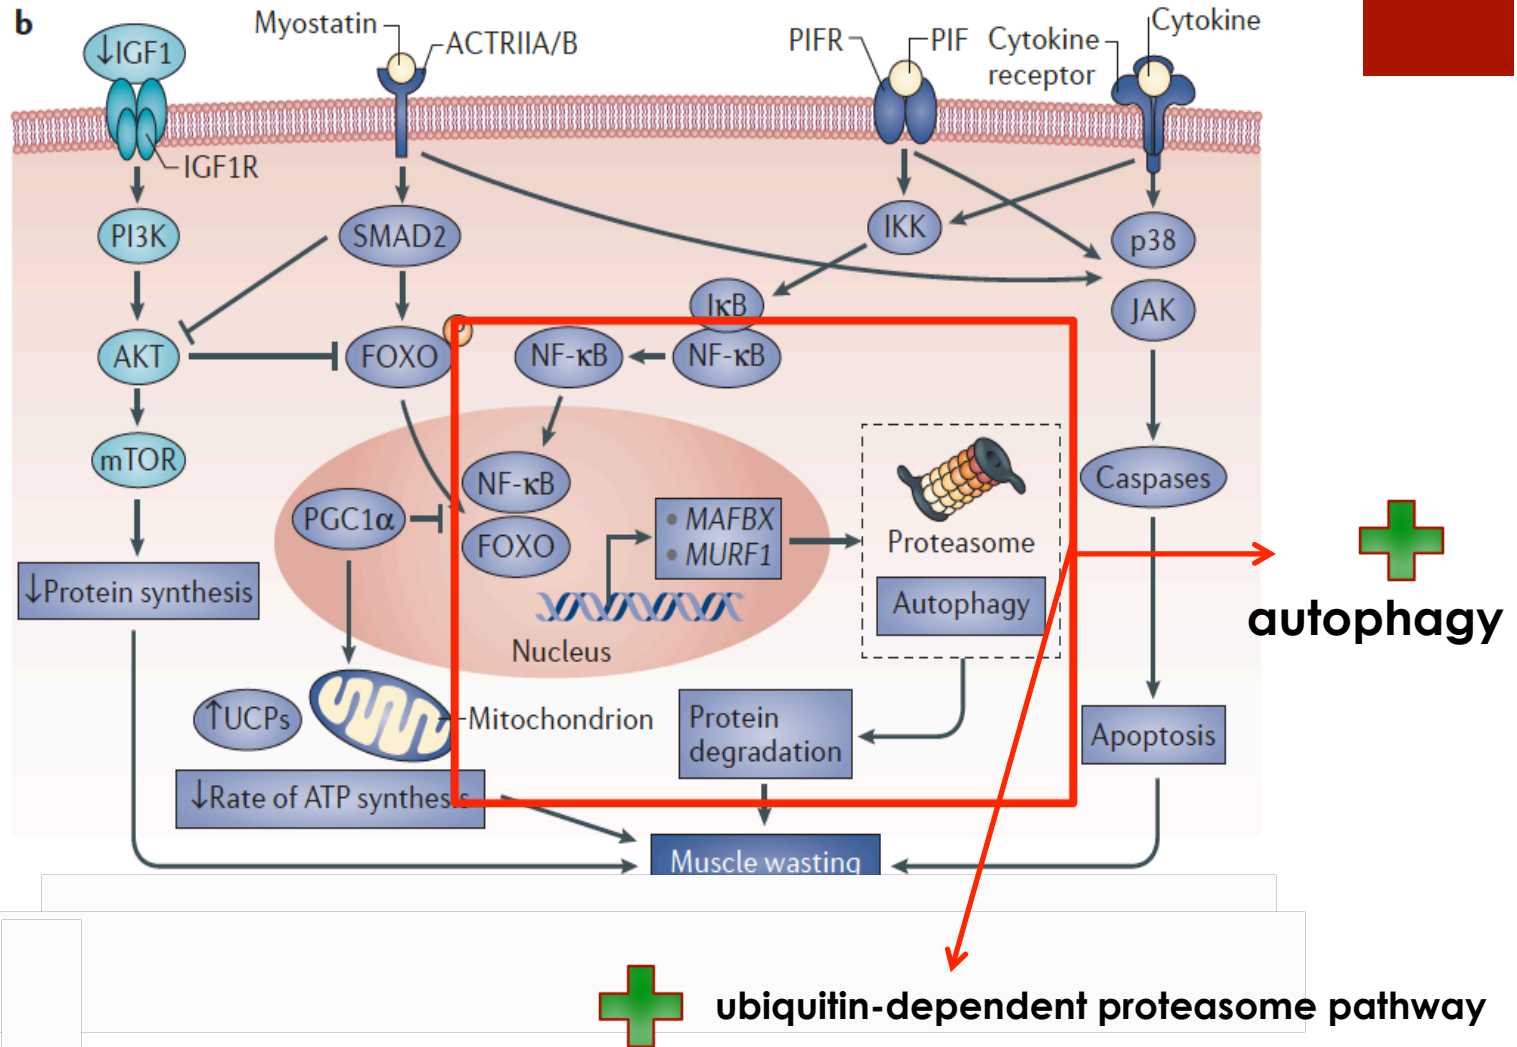 b
↓IGF1
Myostatin
ACTRIIA/B
PIFR
PIF
Cytokine
receptor
Cytokine
IGF1R
PI3K
SMAD2
IKK
p38
JAK
IκB
AKT
FOXO
P
NF-κB
NF-κB
mTOR
NF-κB
FOXO
PGC1α
• MAFBX
• MURF1
Proteasome
Autophagy
Caspases
↓Protein synthesis
Nucleus
↑UCPs
Mitochondrion
Protein
degradation
Apoptosis
↓Rate of ATP synthesis
Muscle wasting
autophagy
ubiquitin-dependent proteasome pathway